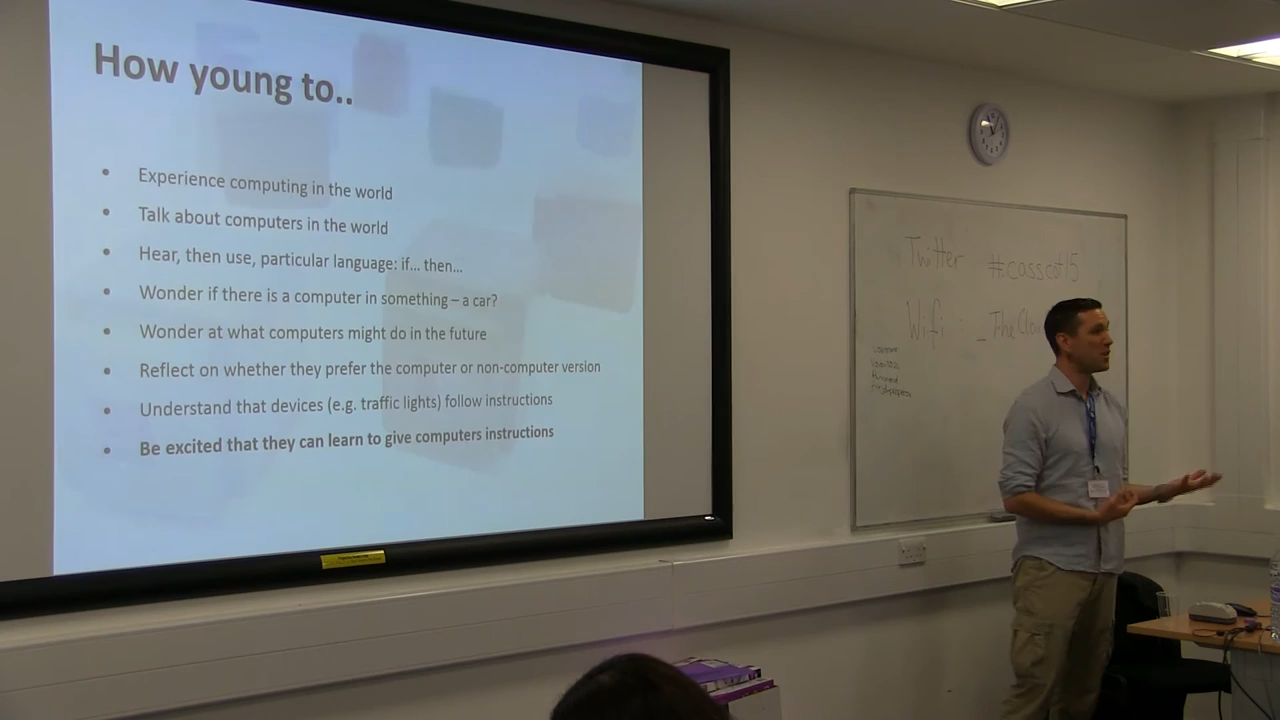 How young to..
• Experience computing in the world
• Talk about computers in the world
• Hear, then use, particular language: if... then...
• Wonder if there is a computer in something – a car?
• Wonder at what computers might do in the future
• Reflect on whether they prefer the computer or non-computer version
• Understand that devices (e.g. traffic lights) follow instructions
• Be excited that they can learn to give computers instructions
Twitter #casscot15
Wifi : _The Clou